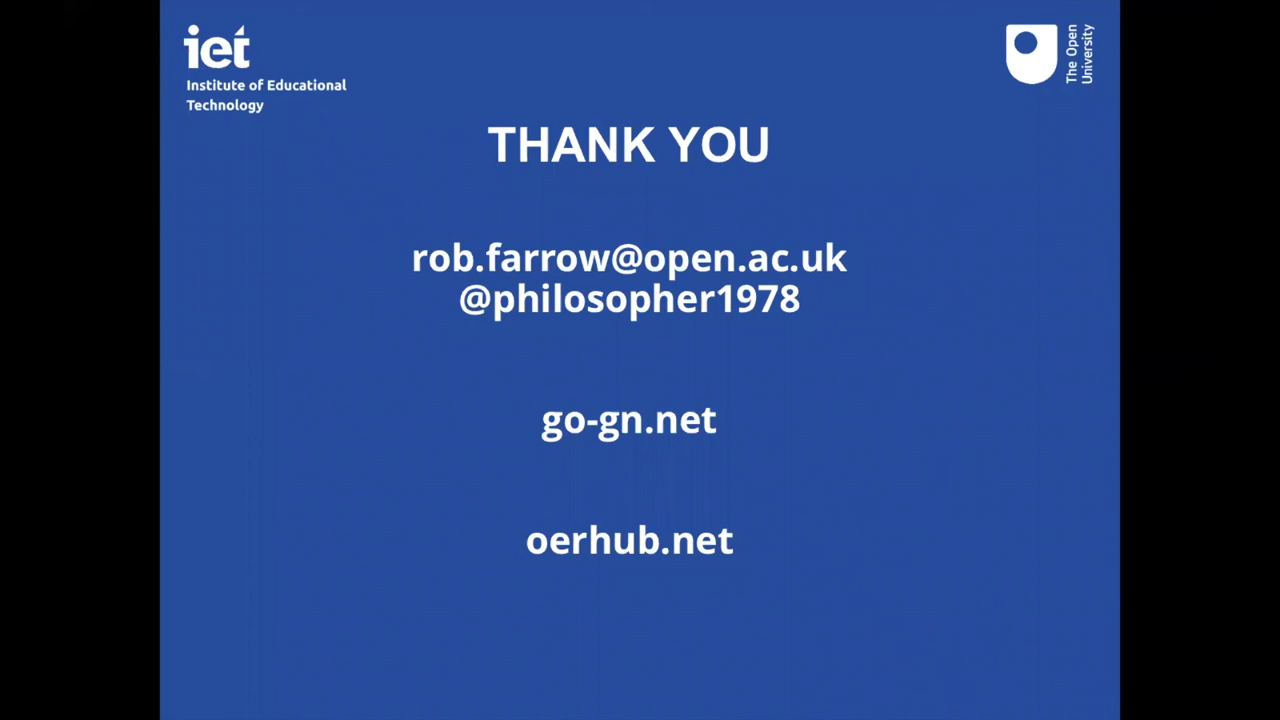 iet
Institute of Educational
Technology
The Open
University
THANK YOU
rob.farrow@open.ac.uk
@philosopher1978
go-gn.net
oerhub.net